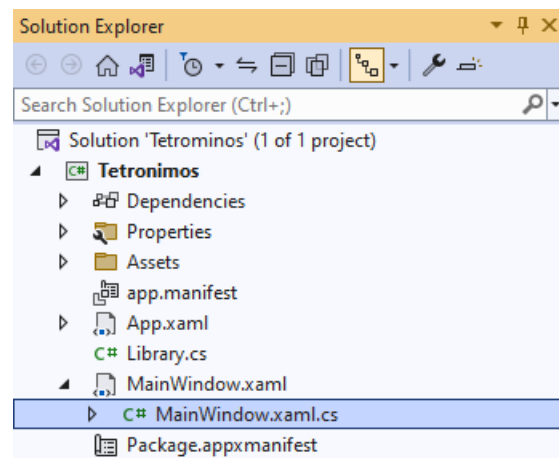 Solution Explorer
Search Solution Explorer (Ctrl+;)
Solution 'Tetrominos' (1 of 1 project)
C# Tetronimos
Dependencies
Properties
Assets
app.manifest
App.xaml
C# Library.cs
MainWindow.xaml
C# MainWindow.xaml.cs
Package.appxmanifest